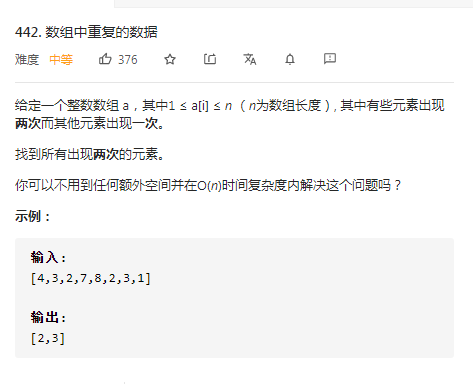 442. 数组中重复的数据
难度 中等 376
给定一个整数数组 a，其中1 ≤ a[i] ≤ n （n为数组长度）, 其中有些元素出现
两次而其他元素出现一次。
找到所有出现两次的元素。
你可以不用到任何额外空间并在O(n)时间复杂度内解决这个问题吗？
示例：
输入:
[4,3,2,7,8,2,3,1]
输出:
[2,3]